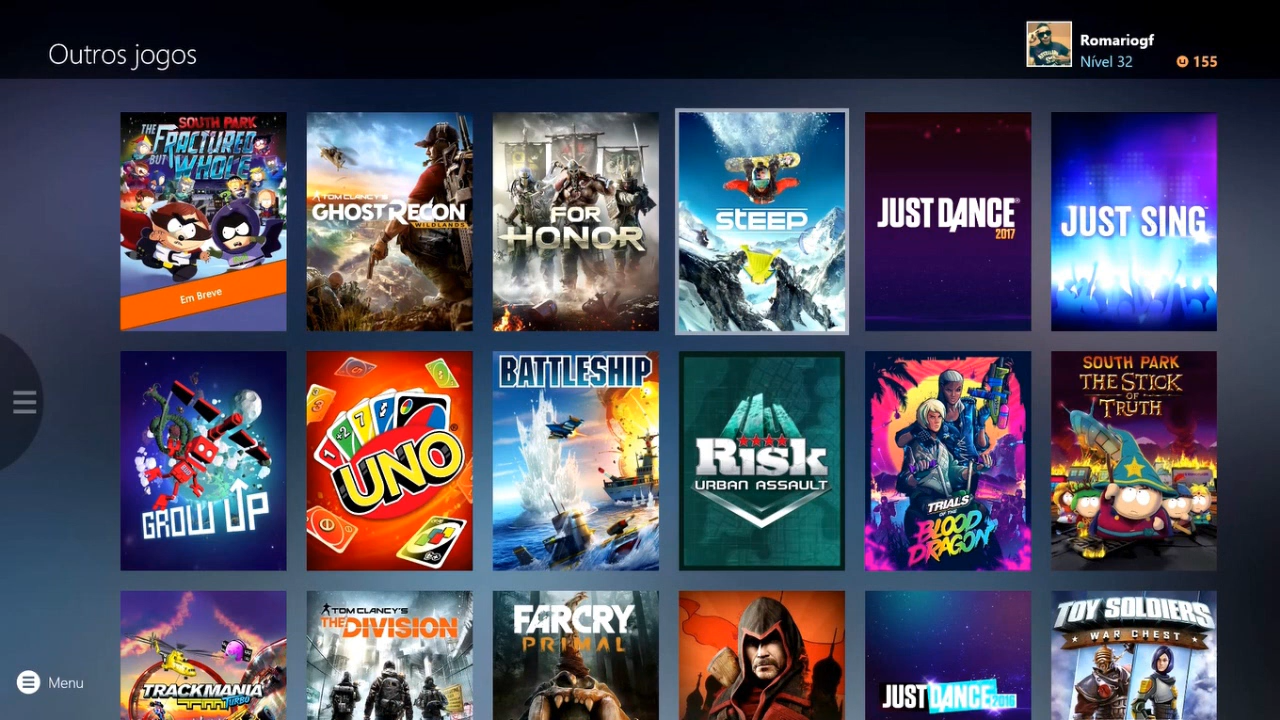 Outros jogos
Romariogf
Nível 32
155
SOUTH PARK
THE
FRACTURED
BUT
WHOLE
Em Breve
TOM CLANCY'S
GHOST RECON
WILDLANDS
FOR
HONOR
STEEP
JUST DANCE
2017
JUST SING
GROW UP
UNO
BATTLESHIP
RISK
URBAN ASSAULT
TRIALS
OF THE
BLOOD
DRAGON
SOUTH PARK
THE STICK
OF
TRUTH
TRACKMANIA
TURBO
TOM CLANCY'S
THE DIVISION
FARCRY
PRIMAL
JUST DANCE 2016
TOY SOLDIERS
WAR CHEST
Menu